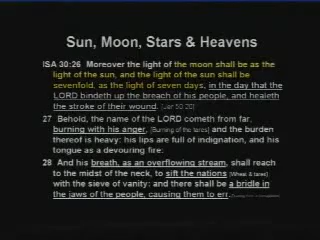 Sun, Moon, Stars & Heavens
ISA 30:26 Moreover the light of the moon shall be as the
light of the sun, and the light of the sun shall be
sevenfold, as the light of seven days, in the day that the
LORD bindeth up the breach of his people, and healeth
the stroke of their wound. [Jer 50:20]
27 Behold, the name of the LORD cometh from far,
burning with his anger, [Burning of the tares] and the burden
thereof is heavy: his lips are full of indignation, and his
tongue as a devouring fire:
28 And his breath, as an overflowing stream, shall reach
to the midst of the neck, to sift the nations [Wheat & tares]
with the sieve of vanity: and there shall be a bridle in
the jaws of the people, causing them to err.